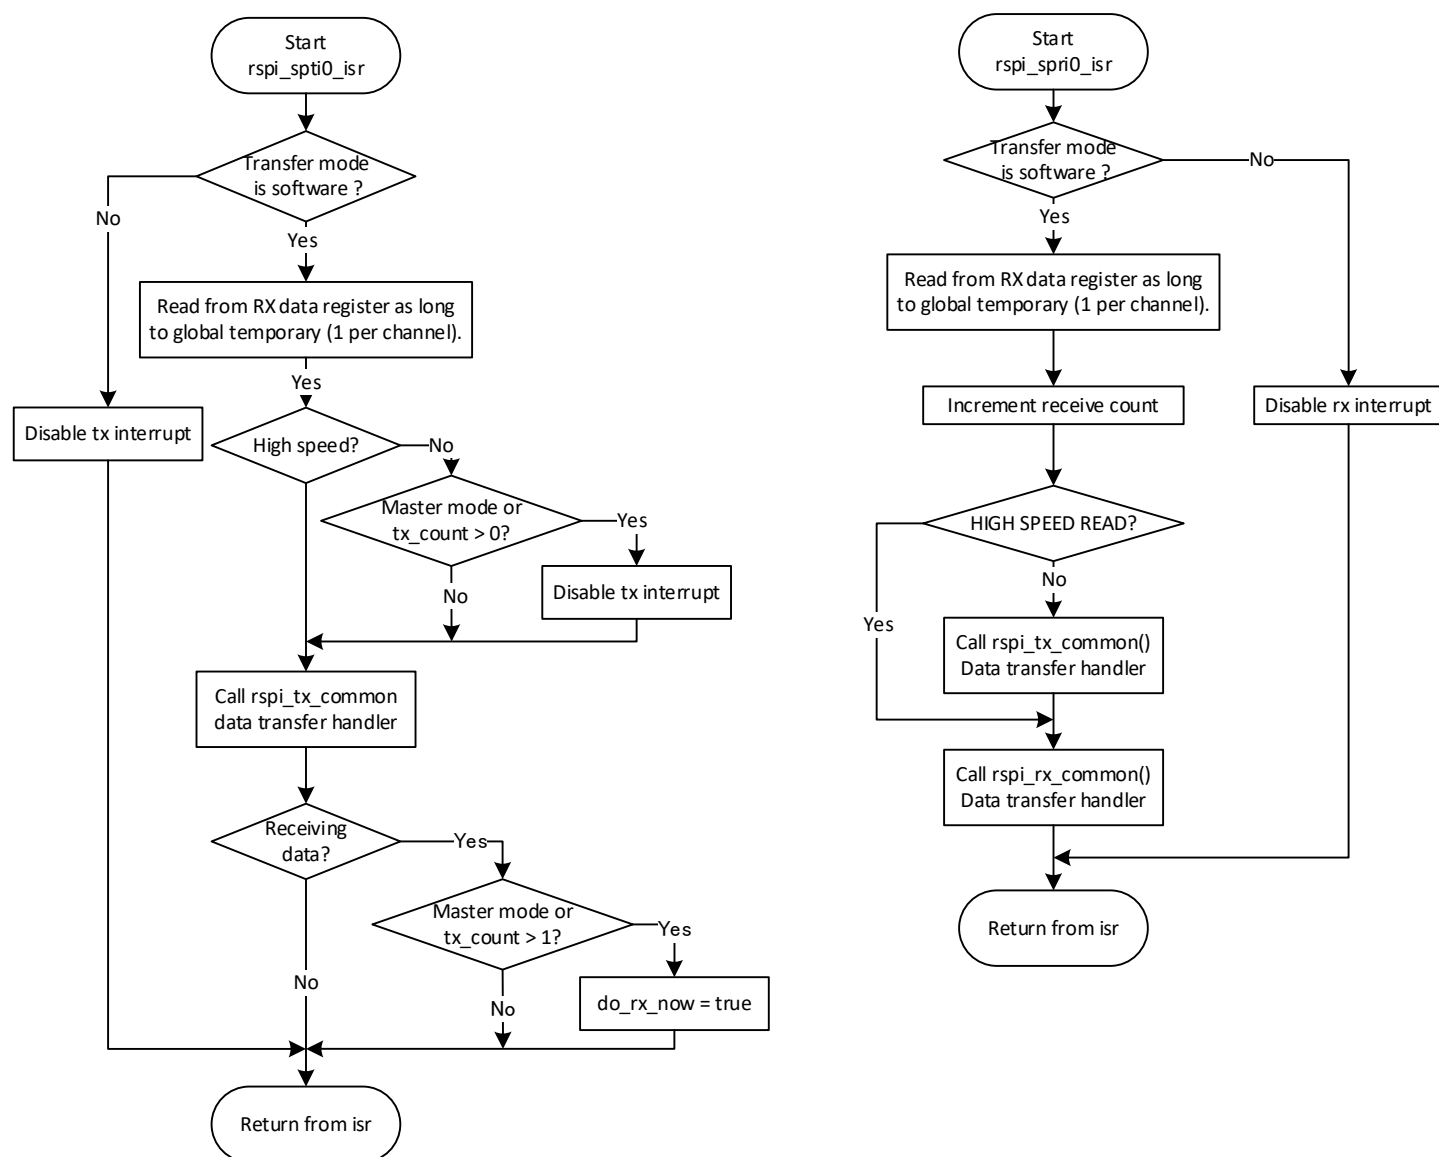 Start
rspi_spti0_isr
Transfer mode
is software ?
No
Yes
Read from RX data register as long
to global temporary (1 per channel).
Yes
Disable tx interrupt
High speed?
No
Master mode or
tx_count > 0?
Yes
Disable tx interrupt
No
Call rspi_tx_common
data transfer handler
Receiving
data?
Yes
Master mode or
tx_count > 1?
Yes
do_rx_now = true
No
No
Return from isr
Start
rspi_spri0_isr
Transfer mode
is software ?
No
Yes
Read from RX data register as long
to global temporary (1 per channel).
Increment receive count
Disable rx interrupt
HIGH SPEED READ?
No
Yes
Call rspi_tx_common()
Data transfer handler
Call rspi_rx_common()
Data transfer handler
Return from isr